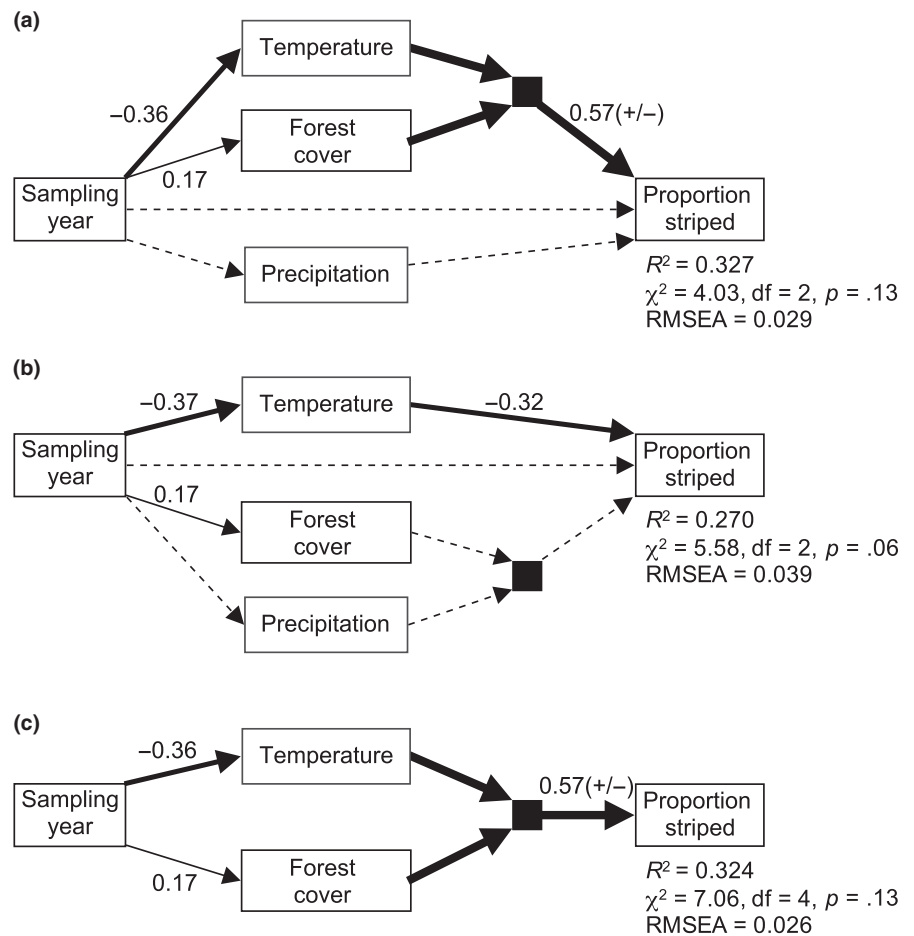 (a)
Temperature
−0.36
0.57(+/−)
Forest
cover
0.17
Sampling
year
Proportion
striped
Precipitation
R² = 0.327
χ² = 4.03, df = 2, p = .13
RMSEA = 0.029
(b)
−0.37
Temperature
−0.32
Sampling
year
Proportion
striped
0.17
Forest
cover
R² = 0.270
χ² = 5.58, df = 2, p = .06
RMSEA = 0.039
Precipitation
(c)
−0.36
Temperature
0.57(+/−)
Sampling
year
Proportion
striped
0.17
Forest
cover
R² = 0.324
χ² = 7.06, df = 4, p = .13
RMSEA = 0.026